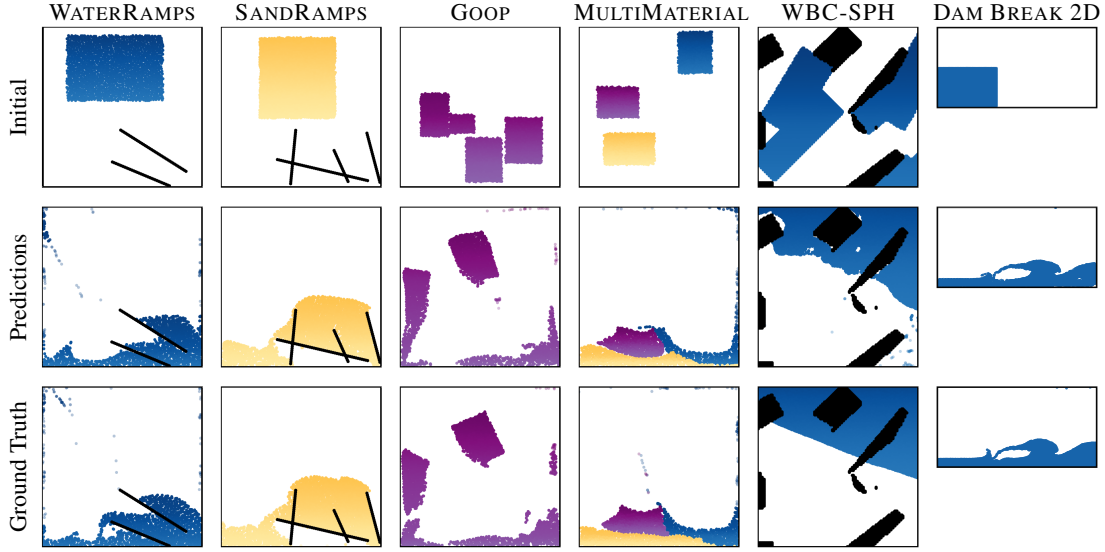 WATERRAMPS SANDRAMPS GOOP MULTIMATERIAL WBC-SPH DAM BREAK 2D
Initial
Predictions
Ground Truth